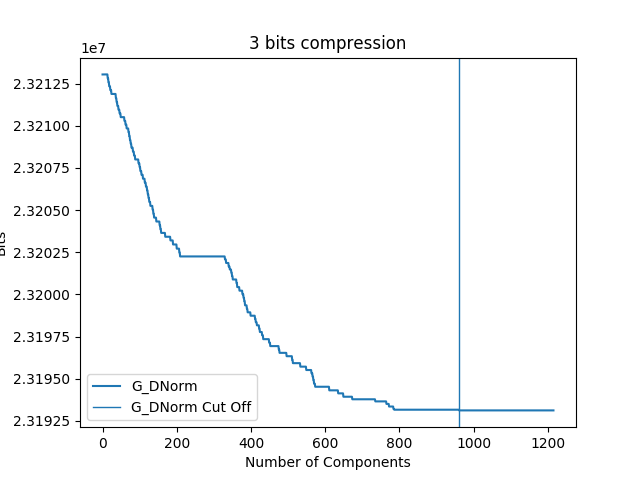 3 bits compression
1e7
2.32125
2.32100
2.32075
2.32050
2.32025
2.32000
2.31975
2.31950
2.31925
Bits
G_DNorm
G_DNorm Cut Off
0 200 400 600 800 1000 1200
Number of Components